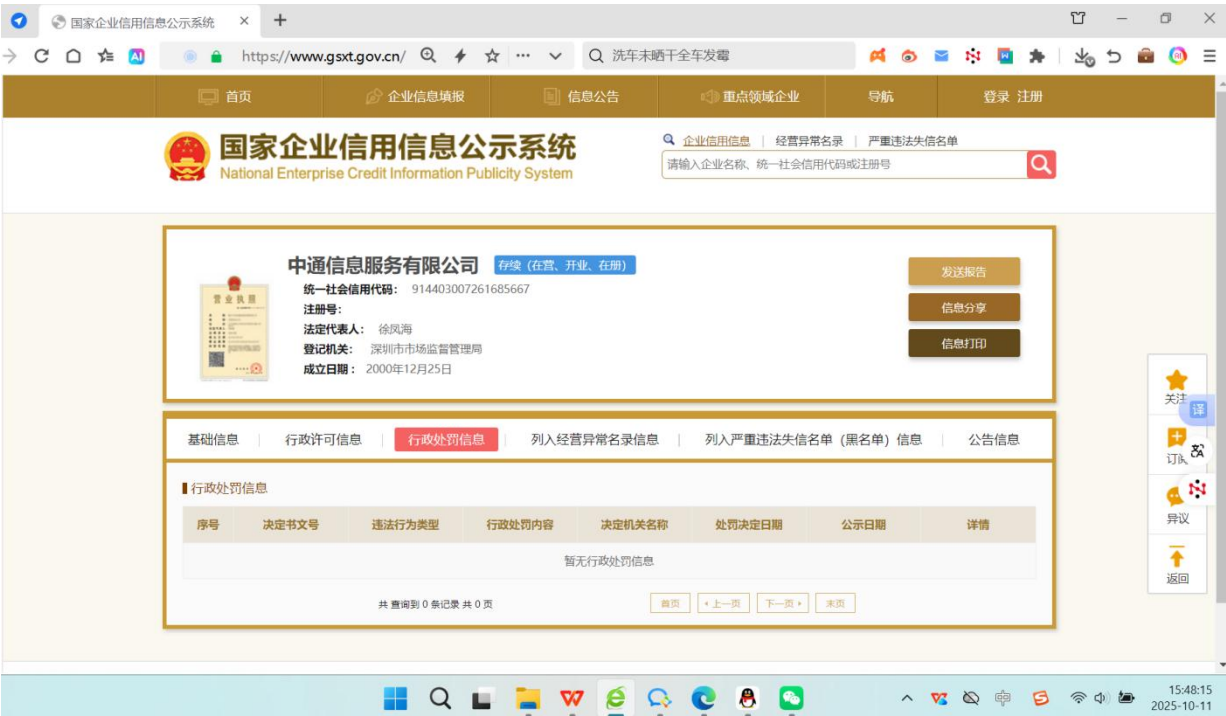 国家企业信用信息公示系统
https://www.gsxt.gov.cn/
洗车未晒干全车发霉
首页 企业信息填报 信息公告 重点领域企业 导航 登录 注册
国家企业信用信息公示系统
National Enterprise Credit Information Publicity System
企业信用信息 | 经营异常名录 | 严重违法失信名单
请输入企业名称、统一社会信用代码或注册号
中通信息服务有限公司 存续（在营、开业、在册）
统一社会信用代码： 914403007261685667
注册号：
法定代表人： 徐凤海
登记机关： 深圳市市场监督管理局
成立日期： 2000年12月25日
营业执照
发送报告
信息分享
信息打印
基础信息 | 行政许可信息 | 行政处罚信息 | 列入经营异常名录信息 | 列入严重违法失信名单（黑名单）信息 | 公告信息
行政处罚信息
序号 决定书文号 违法行为类型 行政处罚内容 决定机关名称 处罚决定日期 公示日期 详情
暂无行政处罚信息
共 查询到 0 条记录 共 0 页
首页 上一页 下一页 末页
关注
译
异议
返回
中
15:48:15
2025-10-11